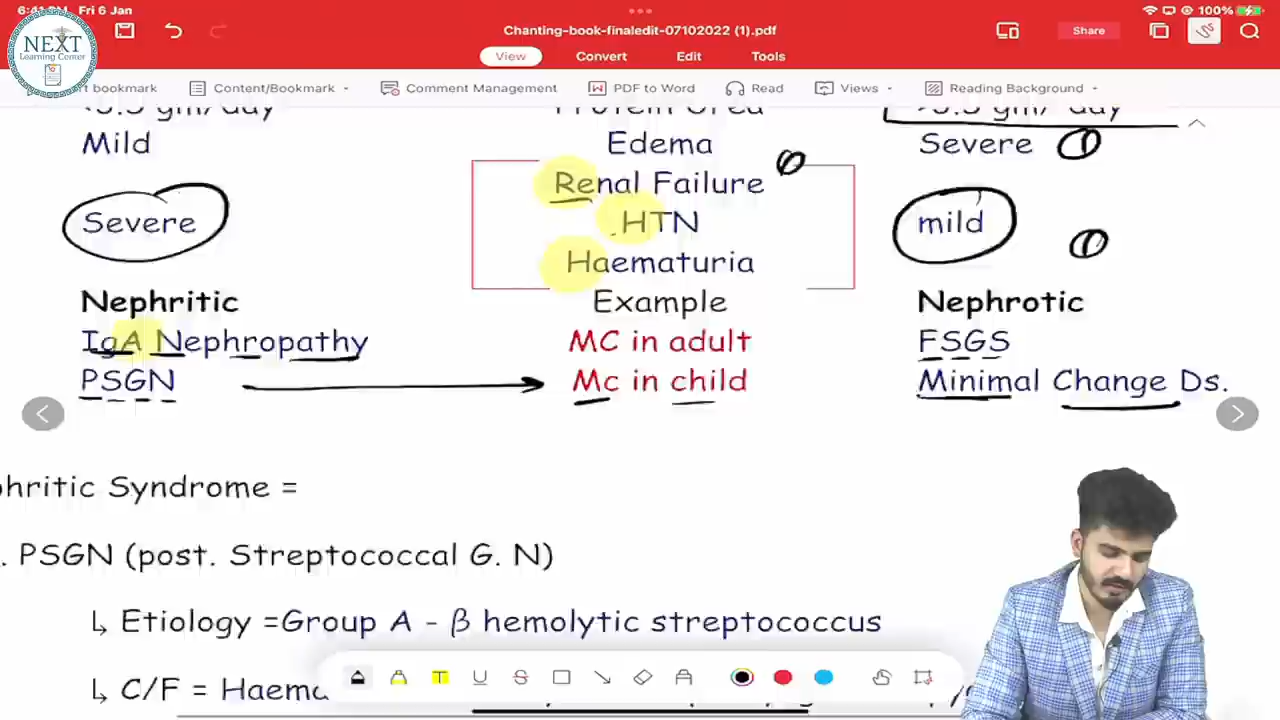 6:41 PM Fri 6 Jan
100%
NEXT
Learning Center
Chanting-book-finaledit-07102022 (1).pdf
Share
View Convert Edit Tools
bookmark Content/Bookmark Comment Management PDF to Word Read Views Reading Background
Mild Edema Severe
Renal Failure
Severe HTN mild
Haematuria
Nephritic Example Nephrotic
IgA Nephropathy MC in adult FSGS
PSGN Mc in child Minimal Change Ds.
phritic Syndrome =
. PSGN (post. Streptococcal G. N)
↳ Etiology =Group A - β hemolytic streptococcus
↳ C/F = Haema